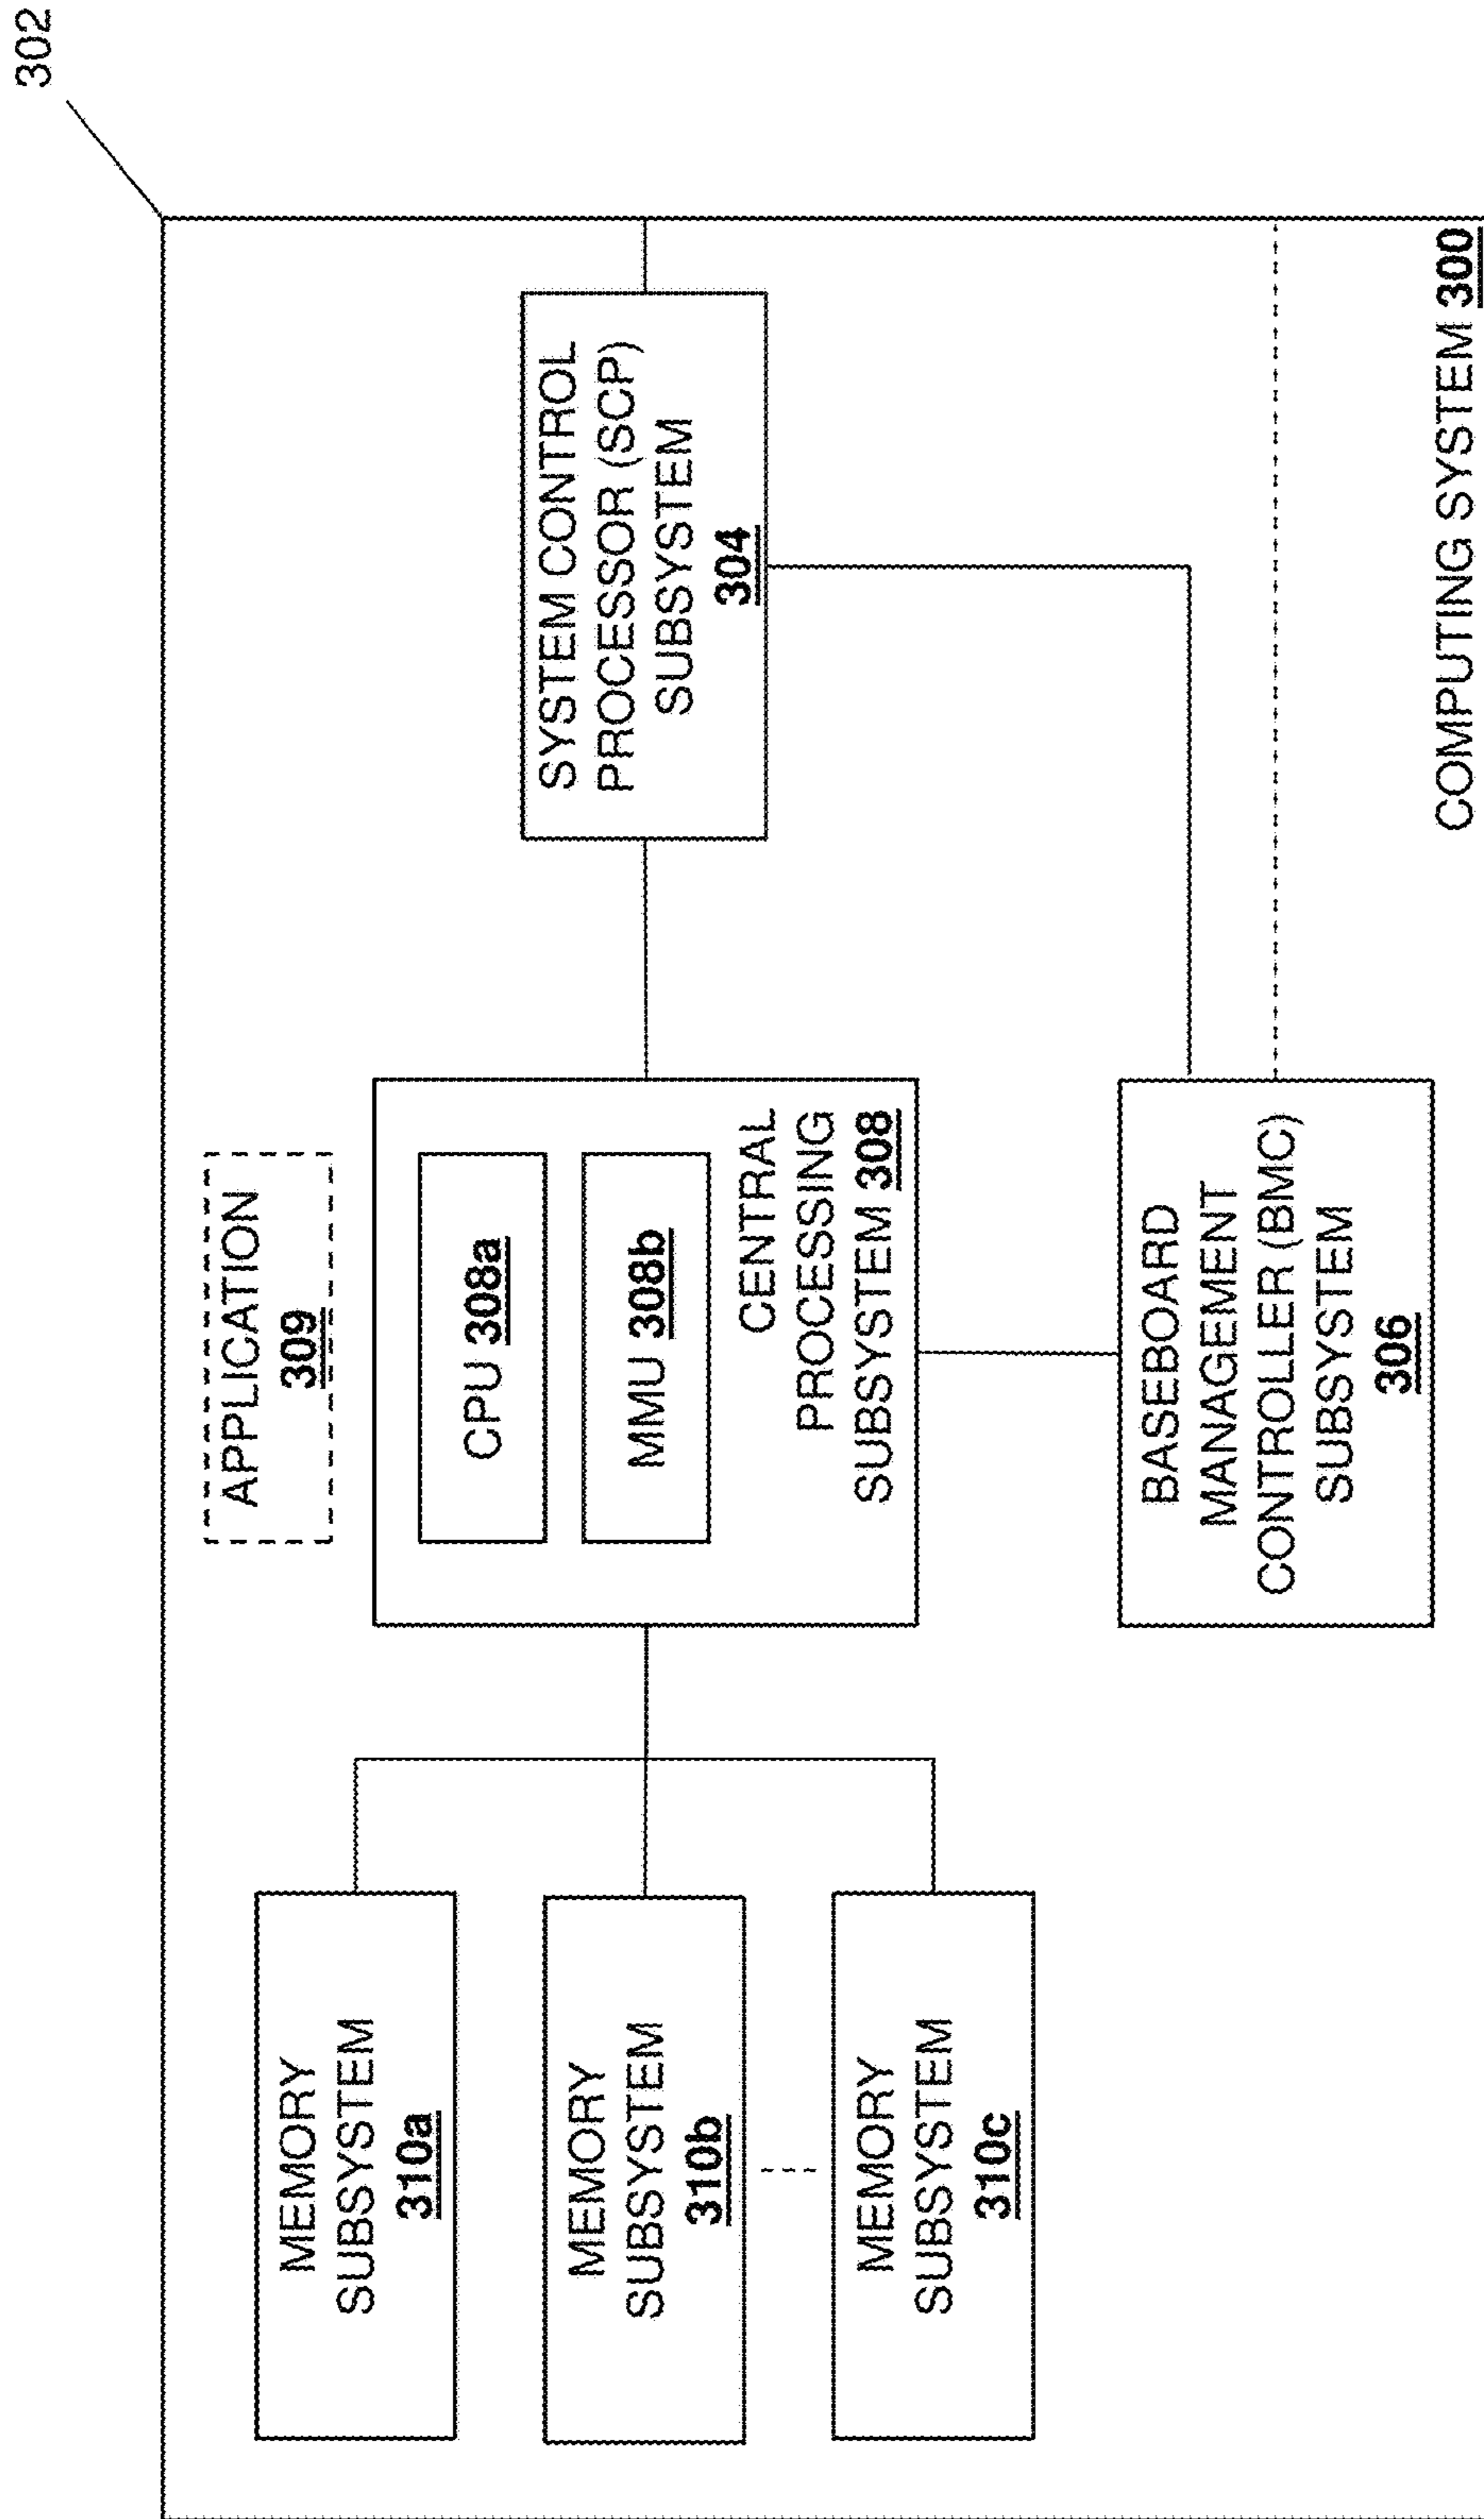 302
APPLICATION
309
MEMORY
SUBSYSTEM
310a
CPU 308a
MMU 308b
CENTRAL
PROCESSING
SUBSYSTEM 308
MEMORY
SUBSYSTEM
310b
SYSTEM CONTROL
PROCESSOR (SCP)
SUBSYSTEM
304
MEMORY
SUBSYSTEM
310c
BASEBOARD
MANAGEMENT
CONTROLLER (BMC)
SUBSYSTEM
306
COMPUTING SYSTEM 300